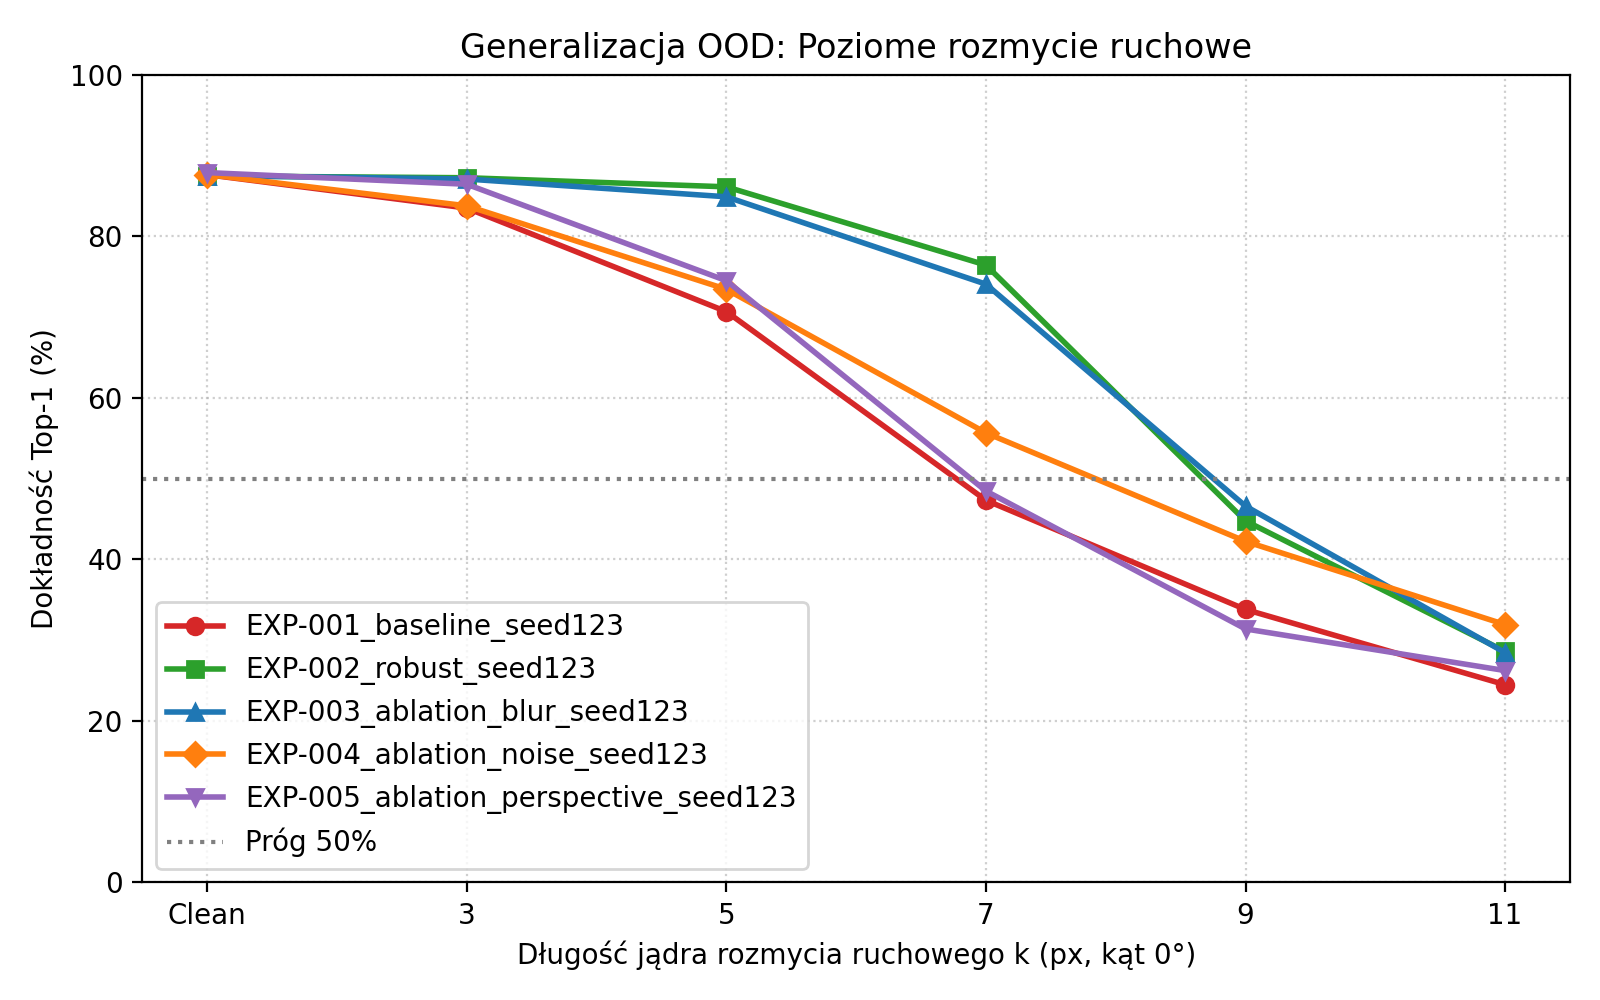 Generalizacja OOD: Poziome rozmycie ruchowe
Dokładność Top-1 (%)
100
80
60
40
20
0
EXP-001_baseline_seed123
EXP-002_robust_seed123
EXP-003_ablation_blur_seed123
EXP-004_ablation_noise_seed123
EXP-005_ablation_perspective_seed123
Próg 50%
Clean 3 5 7 9 11
Długość jądra rozmycia ruchowego k (px, kąt 0°)